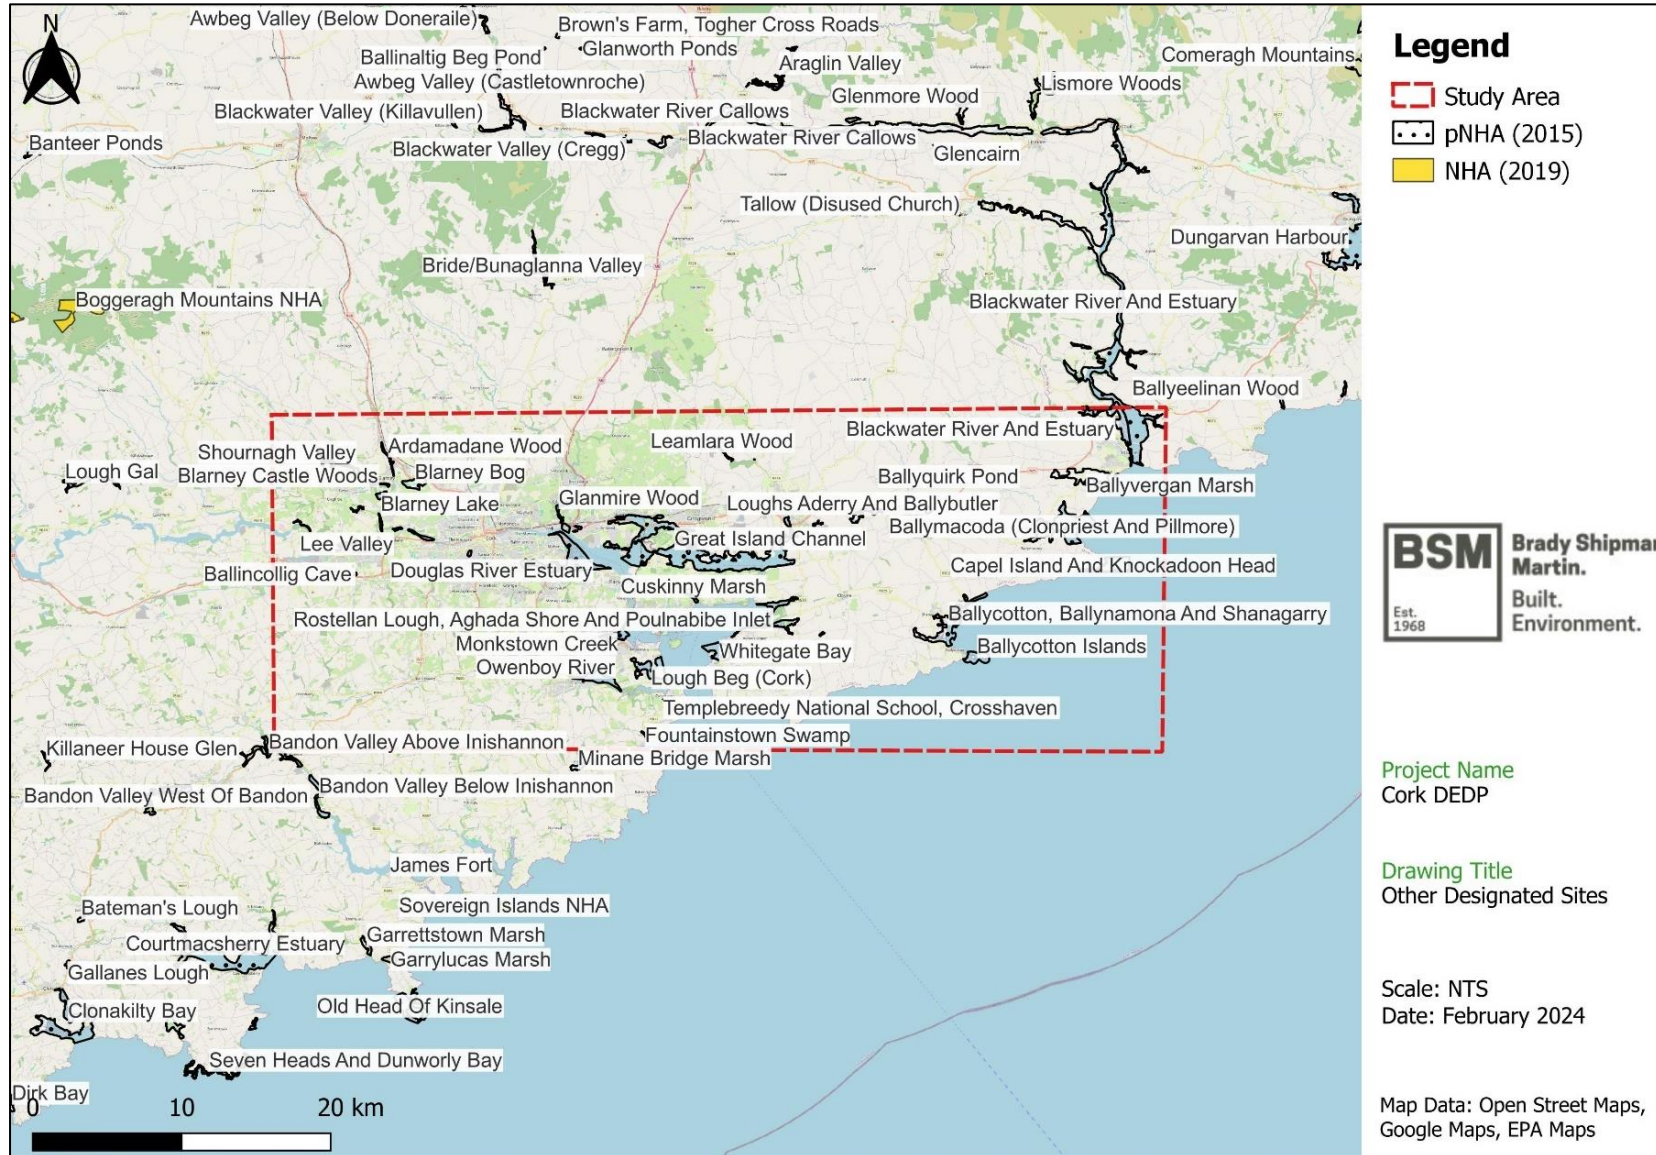 N
Awbeg Valley (Below Doneraile)
Brown's Farm, Togher Cross Roads
Ballinaltig Beg Pond
Glanworth Ponds
Araglin Valley
Comeragh Mountains
Awbeg Valley (Castletownroche)
Lismore Woods
Glenmore Wood
Blackwater Valley (Killavullen)
Blackwater River Callows
Banteer Ponds
Blackwater Valley (Cregg)
Blackwater River Callows
Glencairn
Tallow (Disused Church)
Dungarvan Harbour
Bride/Bunaglanna Valley
Boggeragh Mountains NHA
Blackwater River And Estuary
Ballyeelinan Wood
Blackwater River And Estuary
Leamlara Wood
Ardamadane Wood
Shournagh Valley
Lough Gal
Blarney Castle Woods
Blarney Bog
Ballyquirk Pond
Ballyvergan Marsh
Blarney Lake
Glanmire Wood
Loughs Aderry And Ballybutler
Ballymacoda (Clonpriest And Pillmore)
Lee Valley
Great Island Channel
Ballincollig Cave
Douglas River Estuary
Capel Island And Knockadoon Head
Cuskinny Marsh
Rostellan Lough, Aghada Shore And Poulnabibe Inlet
Ballycotton, Ballynamona And Shanagarry
Monkstown Creek
Whitegate Bay
Ballycotton Islands
Owenboy River
Lough Beg (Cork)
Templebreedy National School, Crosshaven
Fountainstown Swamp
Killaneer House Glen
Bandon Valley Above Inishannon
Minane Bridge Marsh
Bandon Valley West Of Bandon
Bandon Valley Below Inishannon
James Fort
Bateman's Lough
Sovereign Islands NHA
Courtmacsherry Estuary
Garrettstown Marsh
Garrylucas Marsh
Gallanes Lough
Clonakilty Bay
Old Head Of Kinsale
Seven Heads And Dunworly Bay
Dirk Bay
0 10 20 km
Legend
Study Area
pNHA (2015)
NHA (2019)
BSM
Est.
1968
Brady Shipman
Martin.
Built.
Environment.
Project Name
Cork DEDP
Drawing Title
Other Designated Sites
Scale: NTS
Date: February 2024
Map Data: Open Street Maps,
Google Maps, EPA Maps